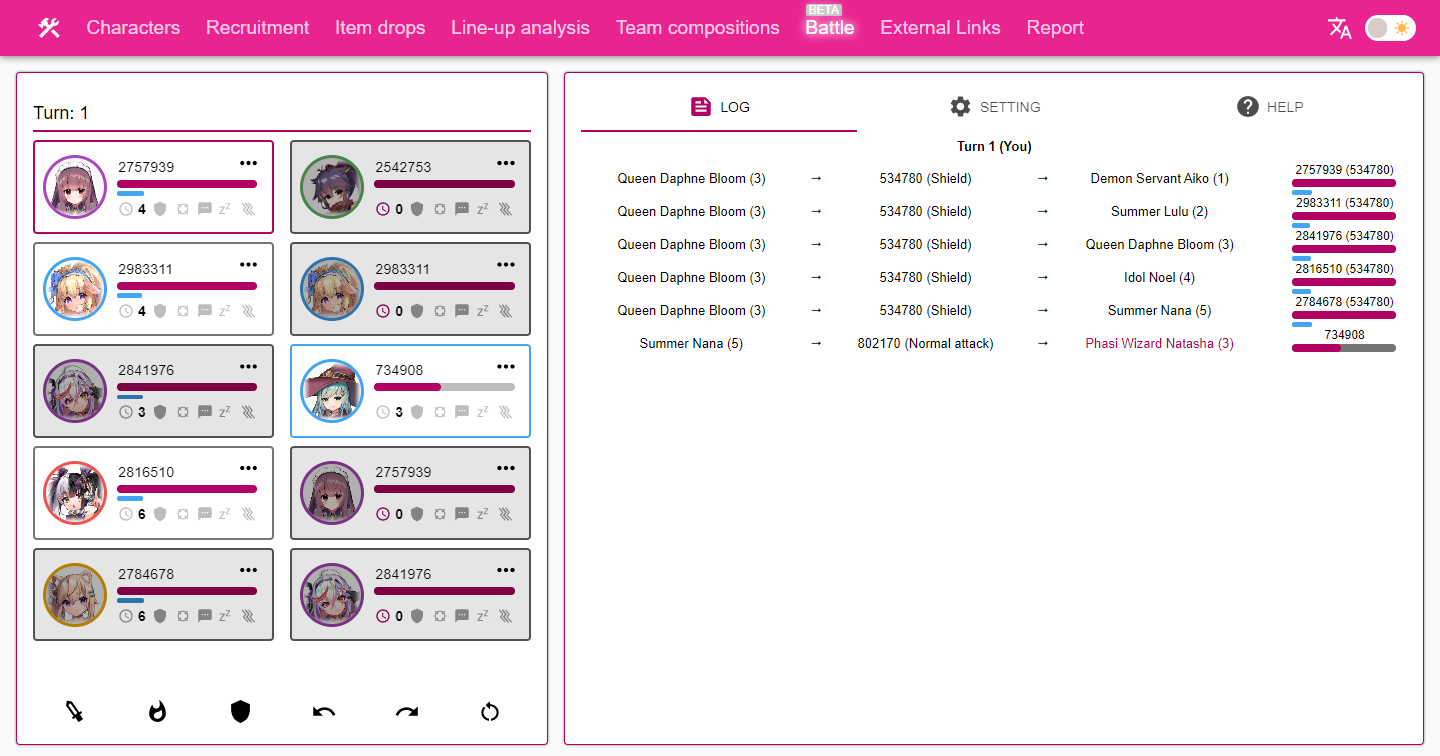 BETA
Characters Recruitment Item drops Line-up analysis Team compositions Battle External Links Report
Turn: 1
2757939
4
2542753
0
2983311
4
2983311
0
2841976
3
734908
3
2816510
6
2757939
0
2784678
6
2841976
0
LOG SETTING HELP
Turn 1 (You)
Queen Daphne Bloom (3) → 534780 (Shield) → Demon Servant Aiko (1) 2757939 (534780)
Queen Daphne Bloom (3) → 534780 (Shield) → Summer Lulu (2) 2983311 (534780)
Queen Daphne Bloom (3) → 534780 (Shield) → Queen Daphne Bloom (3) 2841976 (534780)
Queen Daphne Bloom (3) → 534780 (Shield) → Idol Noel (4) 2816510 (534780)
Queen Daphne Bloom (3) → 534780 (Shield) → Summer Nana (5) 2784678 (534780)
Summer Nana (5) → 802170 (Normal attack) → Phasi Wizard Natasha (3) 734908